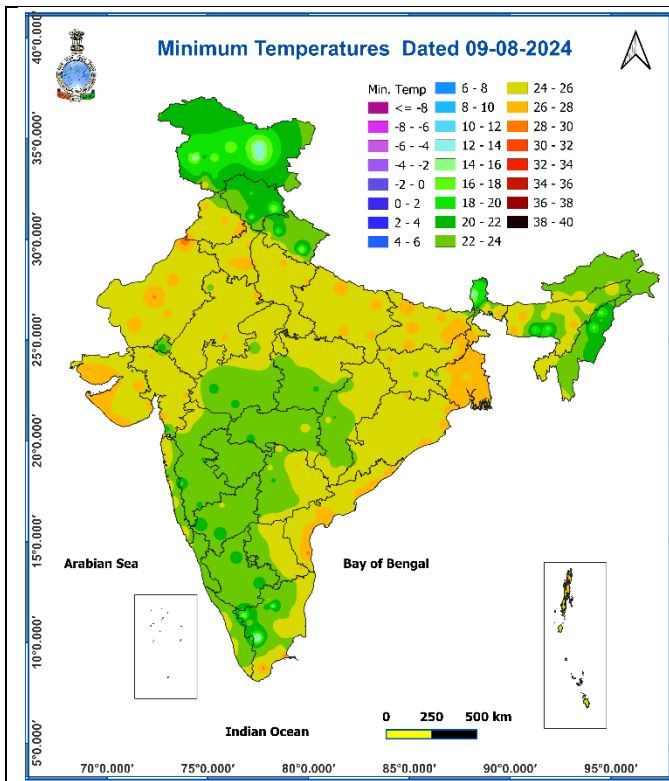 Minimum Temperatures Dated 09-08-2024
Min. Temp
<= -8
-8 - -6
-6 - -4
-4 - -2
-2 - 0
0 - 2
2 - 4
4 - 6
6 - 8
8 - 10
10 - 12
12 - 14
14 - 16
16 - 18
18 - 20
20 - 22
22 - 24
24 - 26
26 - 28
28 - 30
30 - 32
32 - 34
34 - 36
36 - 38
38 - 40
40°0.000'
35°0.000'
30°0.000'
25°0.000'
20°0.000'
15°0.000'
10°0.000'
5°0.000'
Arabian Sea
Bay of Bengal
Indian Ocean
0 250 500 km
70°0.000' 75°0.000' 80°0.000' 85°0.000' 90°0.000' 95°0.000'